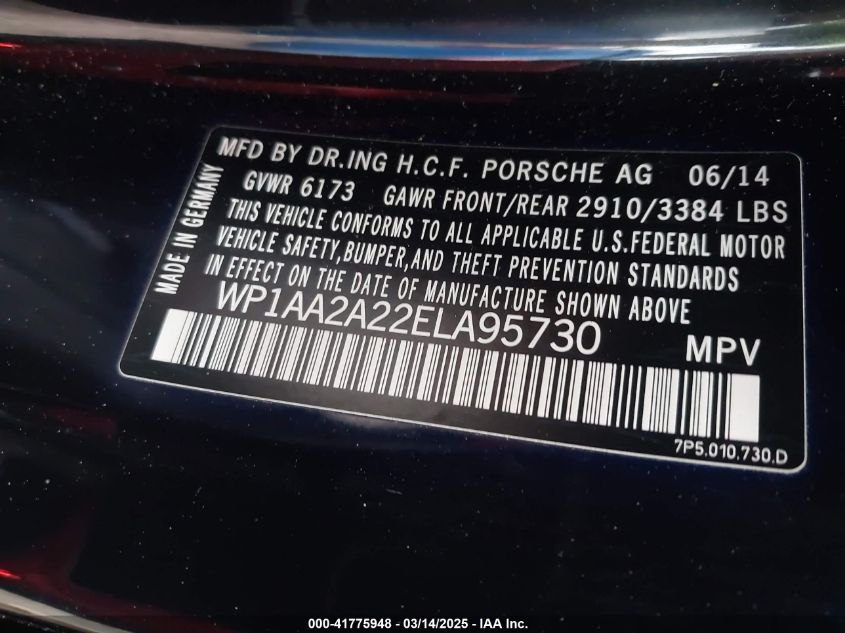 MFD BY DR.ING H.C.F. PORSCHE AG 06/14
GVWR 6173 GAWR FRONT/REAR 2910/3384 LBS
THIS VEHICLE CONFORMS TO ALL APPLICABLE U.S.FEDERAL MOTOR
VEHICLE SAFETY,BUMPER,AND THEFT PREVENTION STANDARDS
IN EFFECT ON THE DATE OF MANUFACTURE SHOWN ABOVE
MADE IN GERMANY
WP1AA2A22ELA95730 MPV
7P5.010.730.D
000-41775948 - 03/14/2025 - IAA Inc.